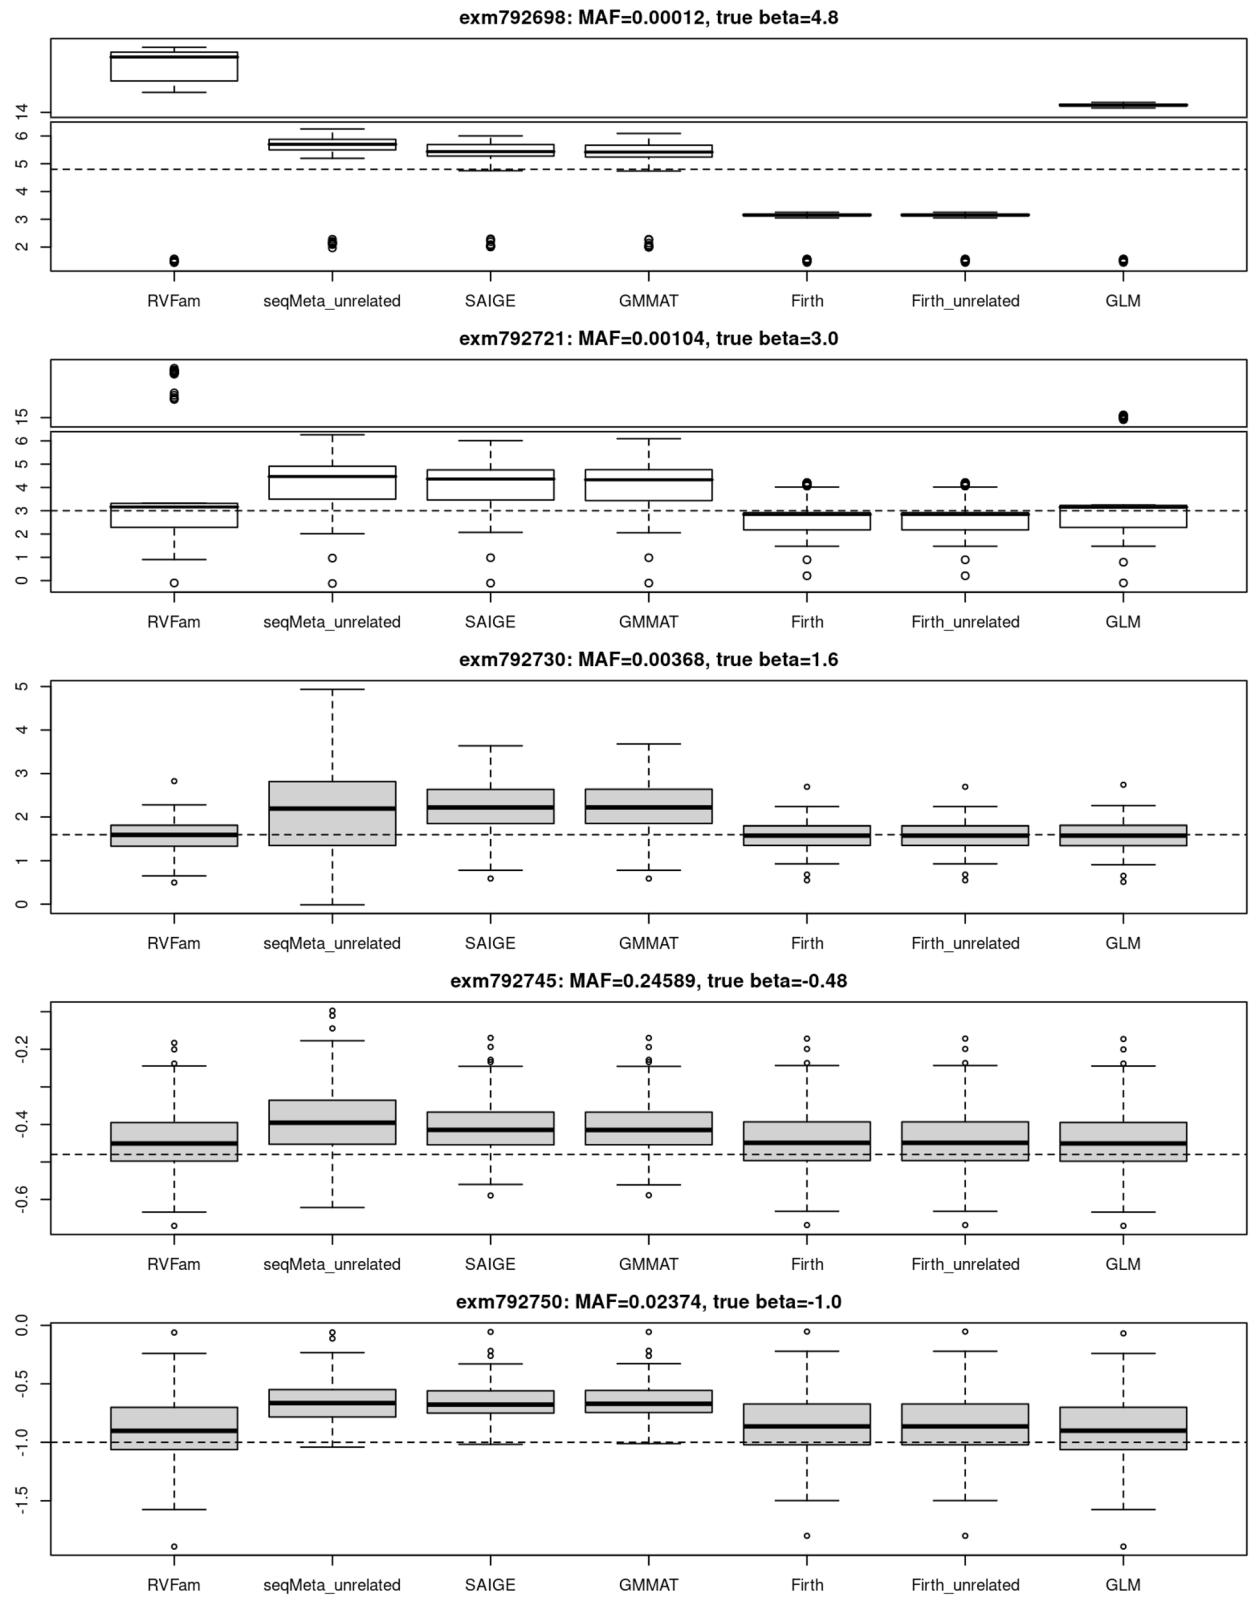 exm792698: MAF=0.00012, true beta=4.8
14
6
5
4
3
2
RVFam seqMeta_unrelated SAIGE GMMAT Firth Firth_unrelated GLM
exm792721: MAF=0.00104, true beta=3.0
15
6
5
4
3
2
1
0
RVFam seqMeta_unrelated SAIGE GMMAT Firth Firth_unrelated GLM
exm792730: MAF=0.00368, true beta=1.6
5
4
3
2
1
0
RVFam seqMeta_unrelated SAIGE GMMAT Firth Firth_unrelated GLM
exm792745: MAF=0.24589, true beta=-0.48
-0.2
-0.4
-0.6
RVFam seqMeta_unrelated SAIGE GMMAT Firth Firth_unrelated GLM
exm792750: MAF=0.02374, true beta=-1.0
0.0
-0.5
-1.0
-1.5
RVFam seqMeta_unrelated SAIGE GMMAT Firth Firth_unrelated GLM